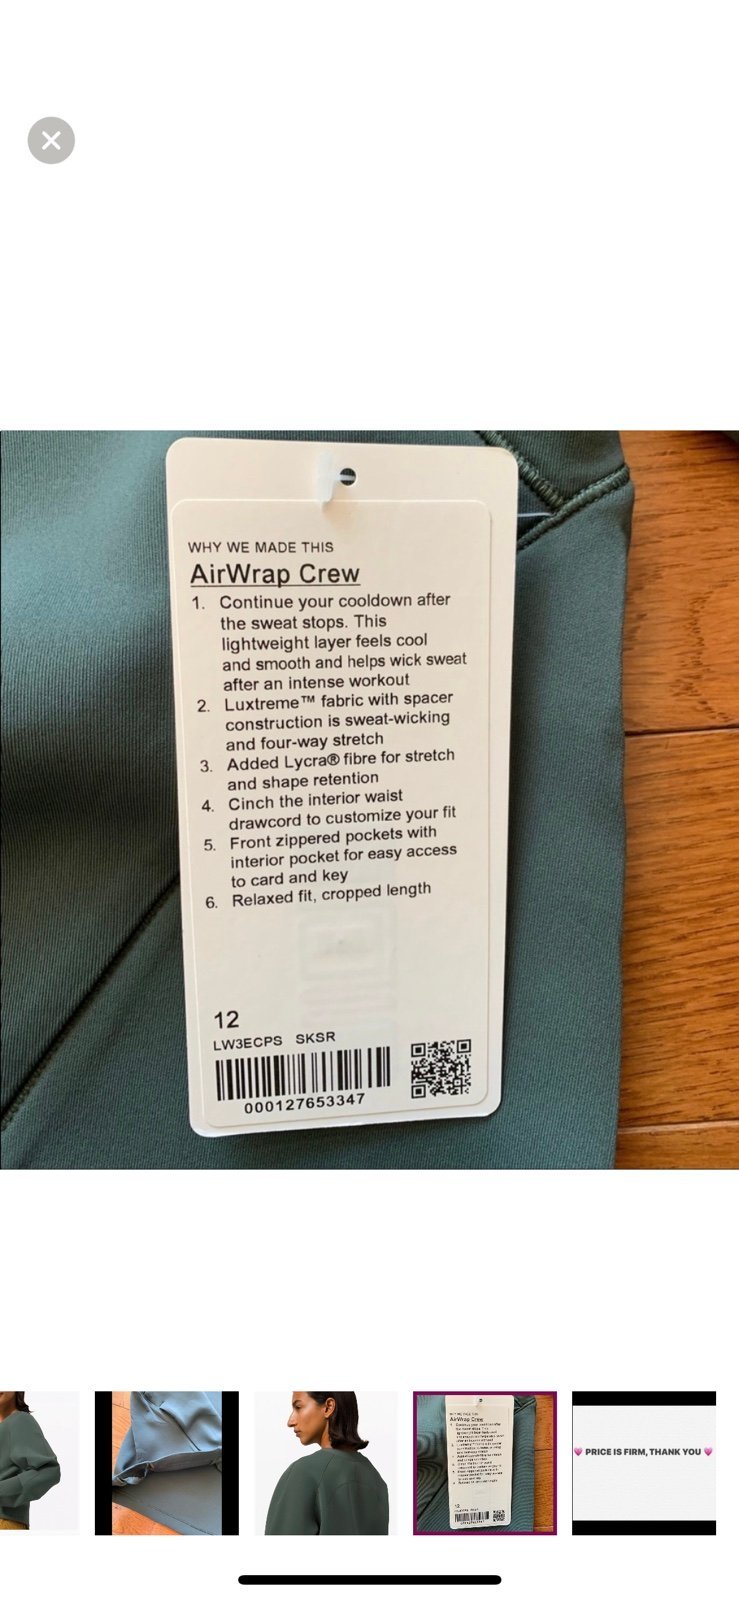 WHY WE MADE THIS
AirWrap Crew
1. Continue your cooldown after
the sweat stops. This
lightweight layer feels cool
and smooth and helps wick sweat
after an intense workout
2. Luxtreme™ fabric with spacer
construction is sweat-wicking
and four-way stretch
3. Added Lycra® fibre for stretch
and shape retention
4. Cinch the interior waist
drawcord to customize your fit
5. Front zippered pockets with
interior pocket for easy access
to card and key
6. Relaxed fit, cropped length
12
LW3ECPS SKSR
000127653347
AirWrap Crew
12
💗 PRICE IS FIRM, THANK YOU 💗